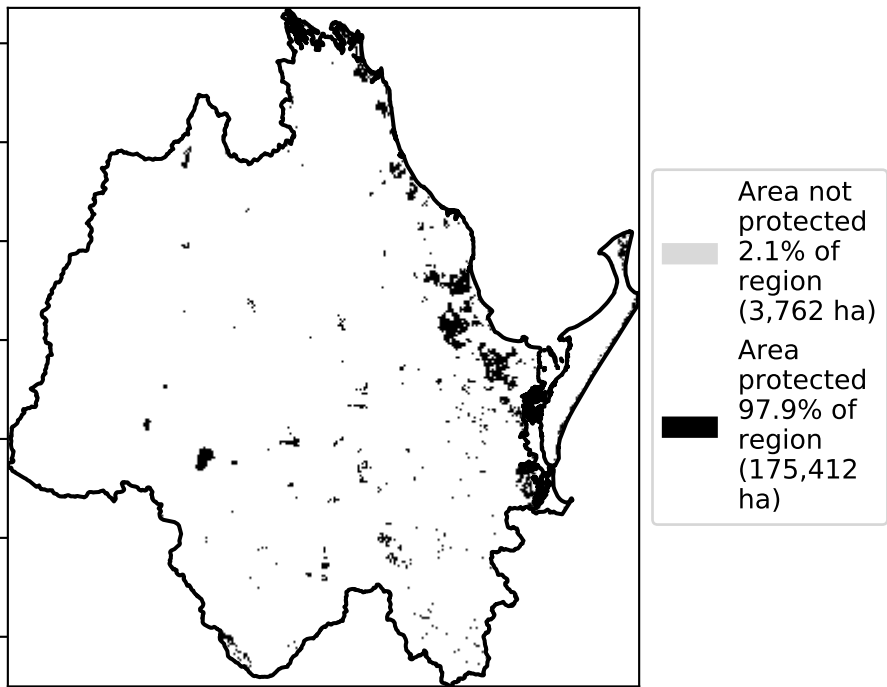 Area not
protected
2.1% of
region
(3,762 ha)
Area
protected
97.9% of
region
(175,412
ha)